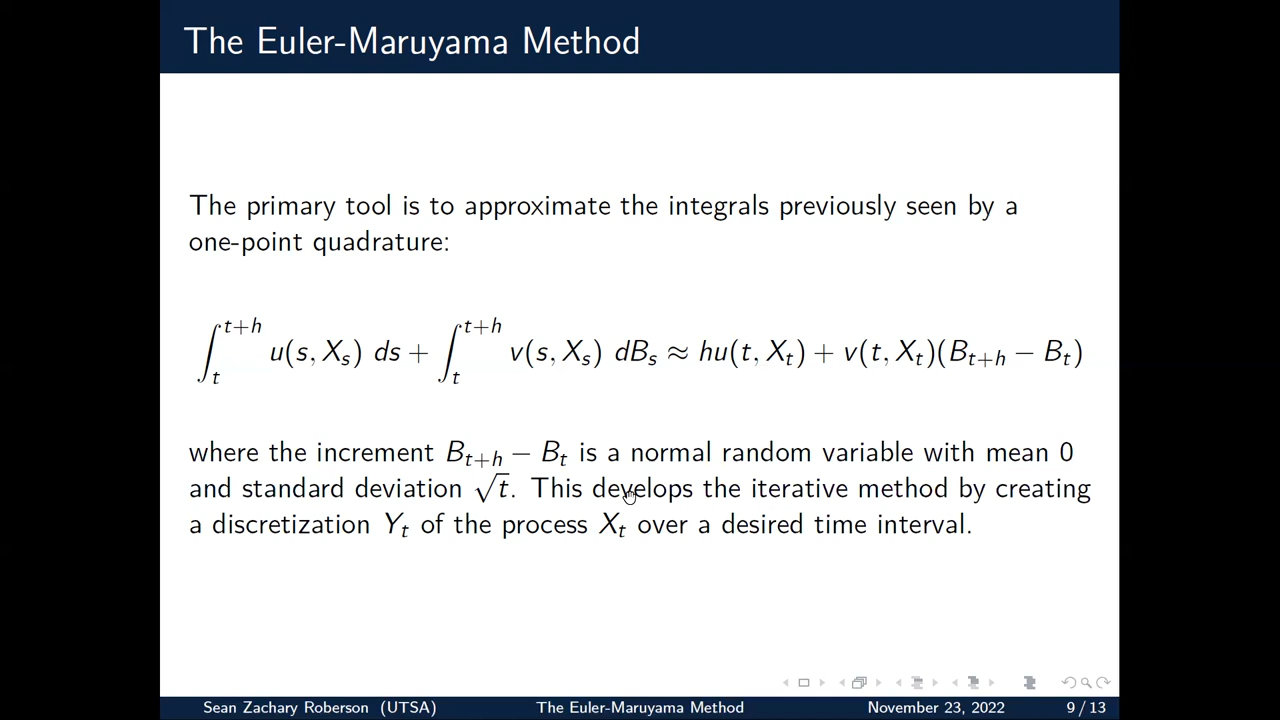 The Euler-Maruyama Method
The primary tool is to approximate the integrals previously seen by a
one-point quadrature:
∫_t^{t+h} u(s, X_s) ds + ∫_t^{t+h} v(s, X_s) dB_s ≈ hu(t, X_t) + v(t, X_t)(B_{t+h} − B_t)
where the increment B_{t+h} − B_t is a normal random variable with mean 0
and standard deviation √t. This develops the iterative method by creating
a discretization Y_t of the process X_t over a desired time interval.
Sean Zachary Roberson (UTSA) The Euler-Maruyama Method November 23, 2022 9 / 13